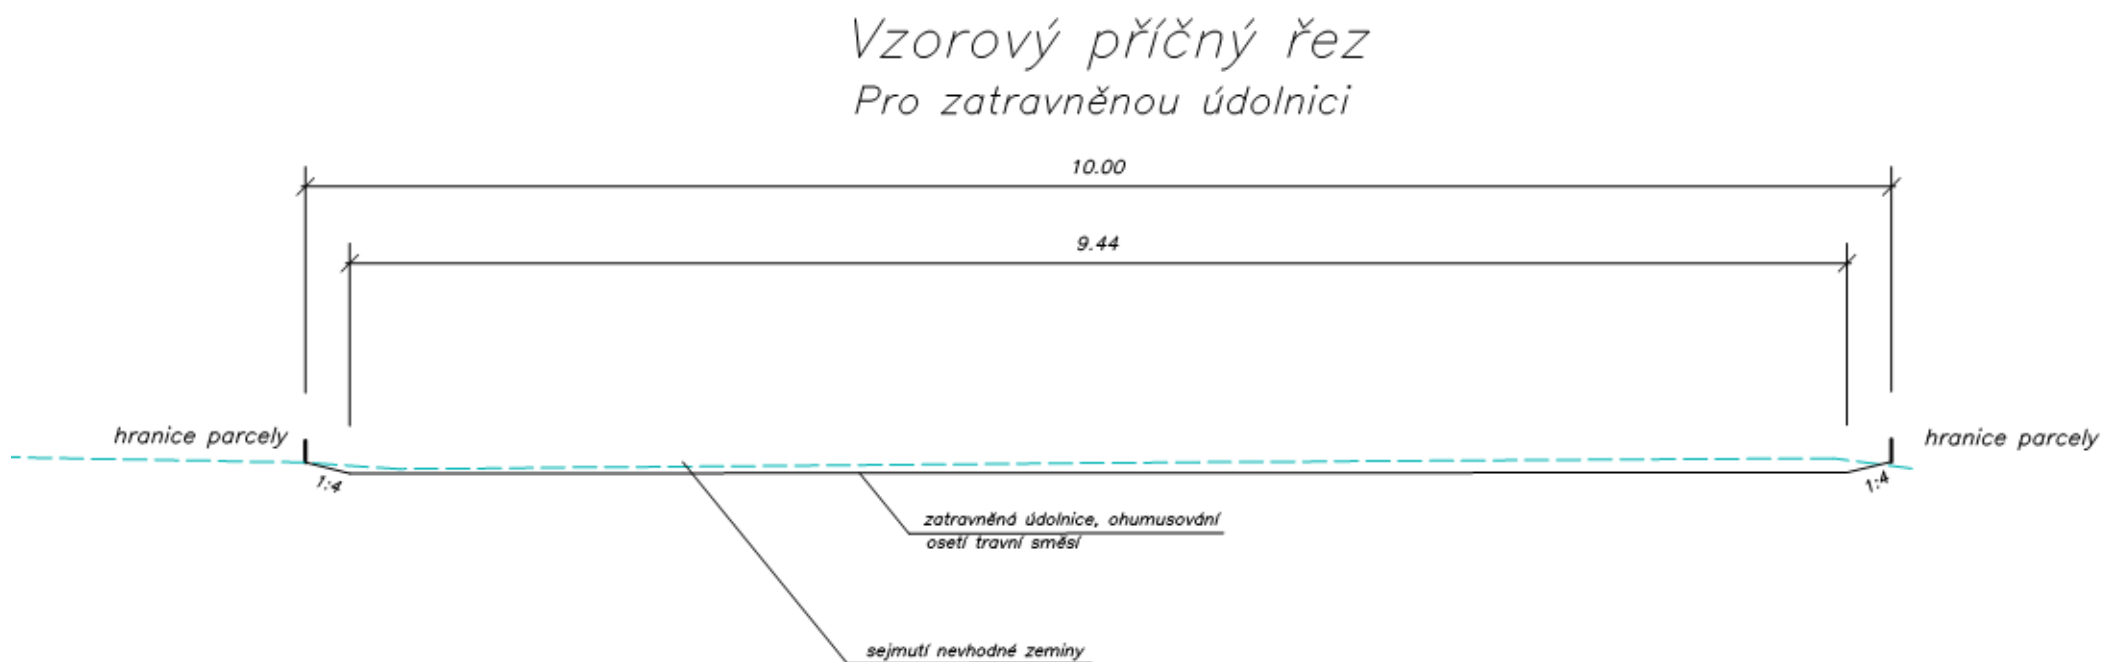 Vzorový příčný řez
Pro zatravněnou údolnici
10.00
9.44
hranice parcely
hranice parcely
1:4
1:4
zatravněná údolnice, ohumusování
osetí travní směsí
sejmutí nevhodné zeminy